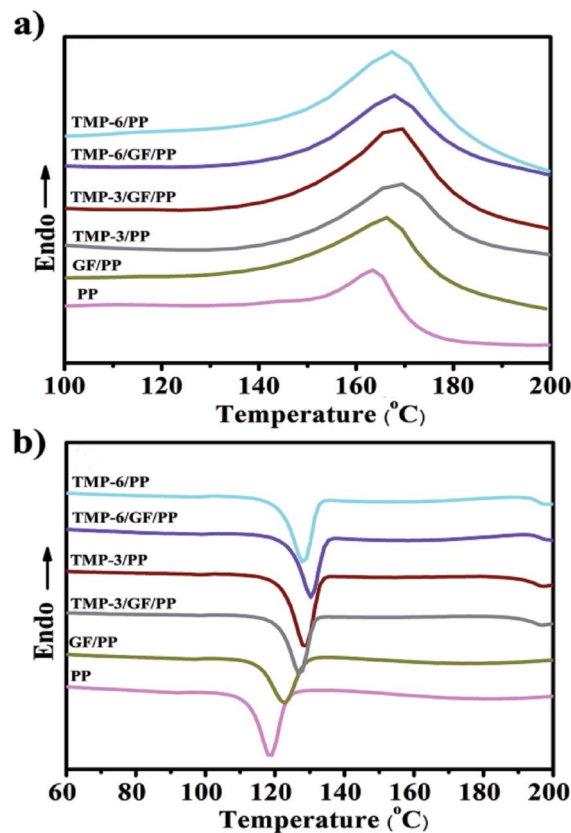 a)
TMP-6/PP
TMP-6/GF/PP
TMP-3/GF/PP
TMP-3/PP
GF/PP
PP
Endo
100 120 140 160 180 200
Temperature (°C)
b)
TMP-6/PP
TMP-6/GF/PP
TMP-3/PP
TMP-3/GF/PP
GF/PP
PP
Endo
60 80 100 120 140 160 180 200
Temperature (°C)